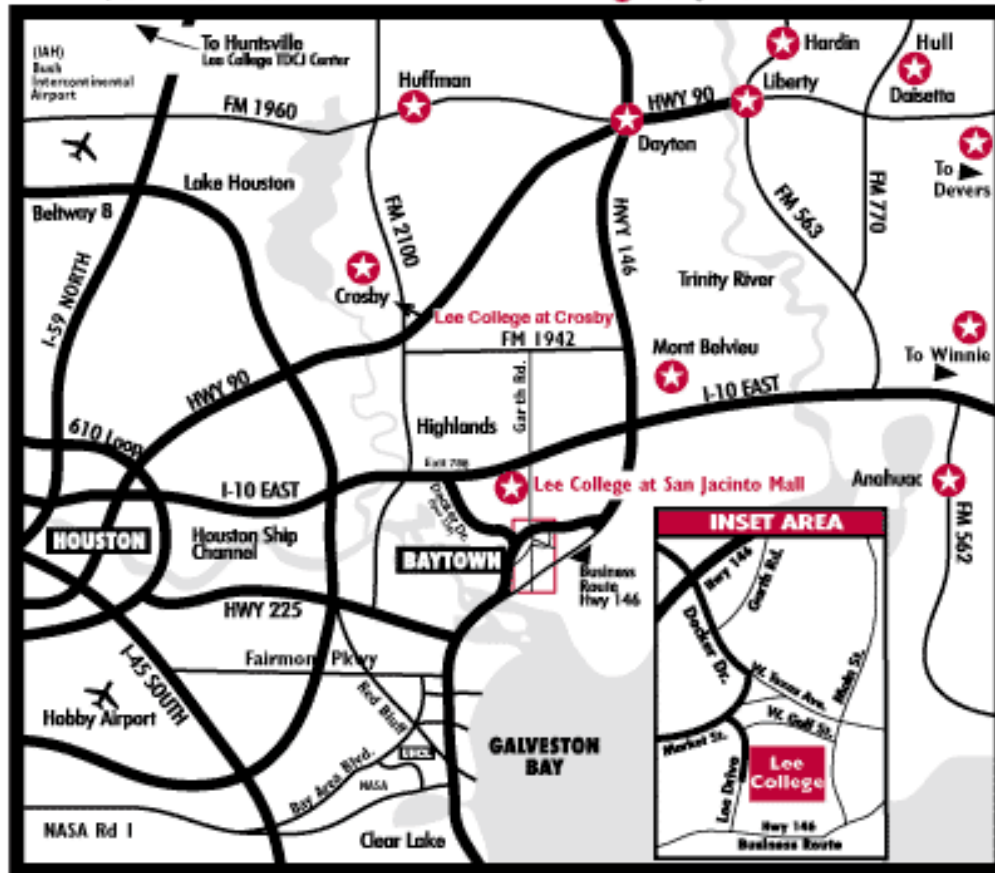 To Huntsville
Lee College TDCJ Center
(IAH)
Bush
Intercontinental
Airport
Huffman
Hardin
Hull
Liberty
Daisetta
FM 1960
HWY 90
Dayton
To
Devers
Lake Houston
Beltway 8
FM 2100
HWY 146
FM 563
FM 770
I-59 NORTH
Crosby
Trinity River
Lee College at Crosby
FM 1942
Mont Belvieu
To Winnie
HWY 90
Garth Rd.
I-10 EAST
610 Loop
Highlands
I-10 EAST
Lee College at San Jacinto Mall
Anahuac
Decker Dr.
HOUSTON
Houston Ship
Channel
BAYTOWN
Business
Route
Hwy 146
FM 562
HWY 225
Fairmont Pkwy
I-45 SOUTH
Red Bluff
Hobby Airport
Bay Area Blvd.
NASA
GALVESTON
BAY
NASA Rd 1
Clear Lake
INSET AREA
Hwy 146
Garth Rd.
Decker Dr.
W. Texas Ave.
Main St.
W. Gulf St.
Market St.
Lee Drive
Lee
College
Hwy 146
Business Route